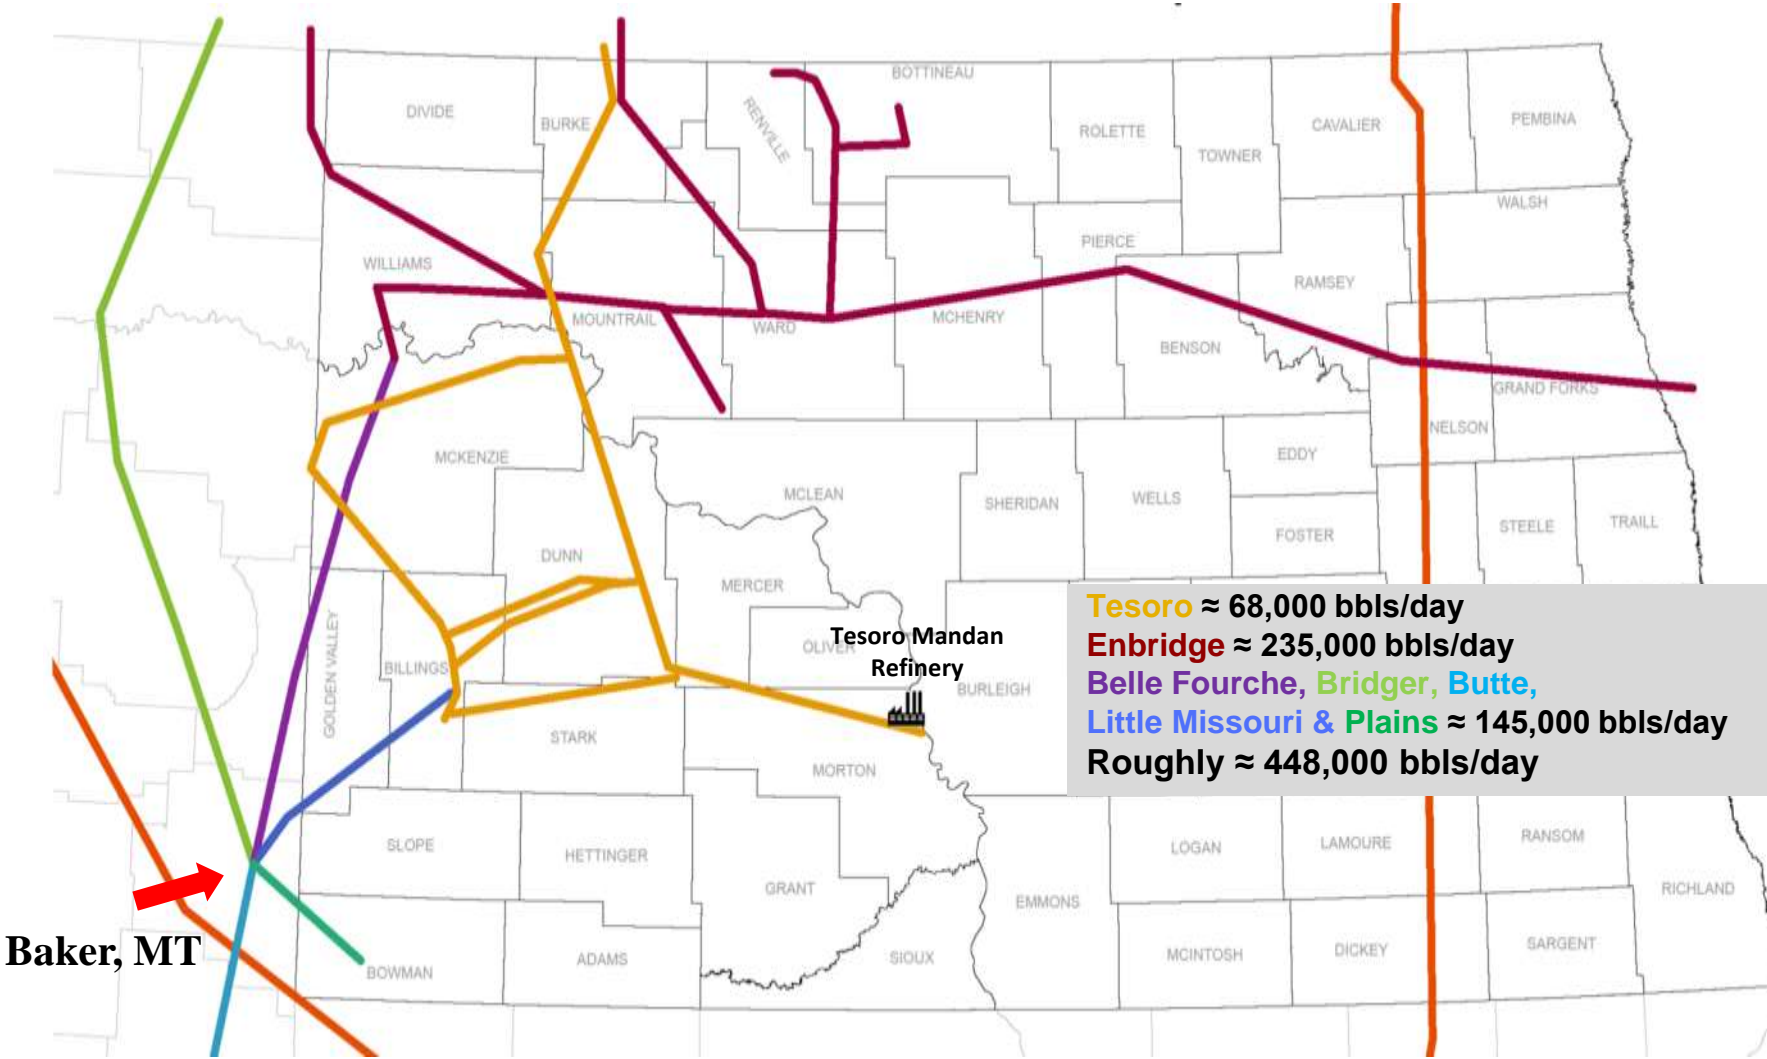 BOTTINEAU
DIVIDE
BURKE
RENVILLE
ROLETTE
TOWNER
CAVALIER
PEMBINA
WALSH
WILLIAMS
PIERCE
RAMSEY
MOUNTRAIL
WARD
MCHENRY
BENSON
GRAND FORKS
NELSON
MCKENZIE
MCLEAN
SHERIDAN
WELLS
EDDY
FOSTER
STEELE
TRAILL
DUNN
MERCER
GOLDEN VALLEY
BILLINGS
OLIVER
Tesoro Mandan
Refinery
BURLEIGH
Tesoro ≈ 68,000 bbls/day
Enbridge ≈ 235,000 bbls/day
Belle Fourche, Bridger, Butte,
Little Missouri & Plains ≈ 145,000 bbls/day
Roughly ≈ 448,000 bbls/day
STARK
MORTON
SLOPE
HETTINGER
GRANT
EMMONS
LOGAN
LAMOURE
RANSOM
RICHLAND
Baker, MT
BOWMAN
ADAMS
SIOUX
MCINTOSH
DICKEY
SARGENT